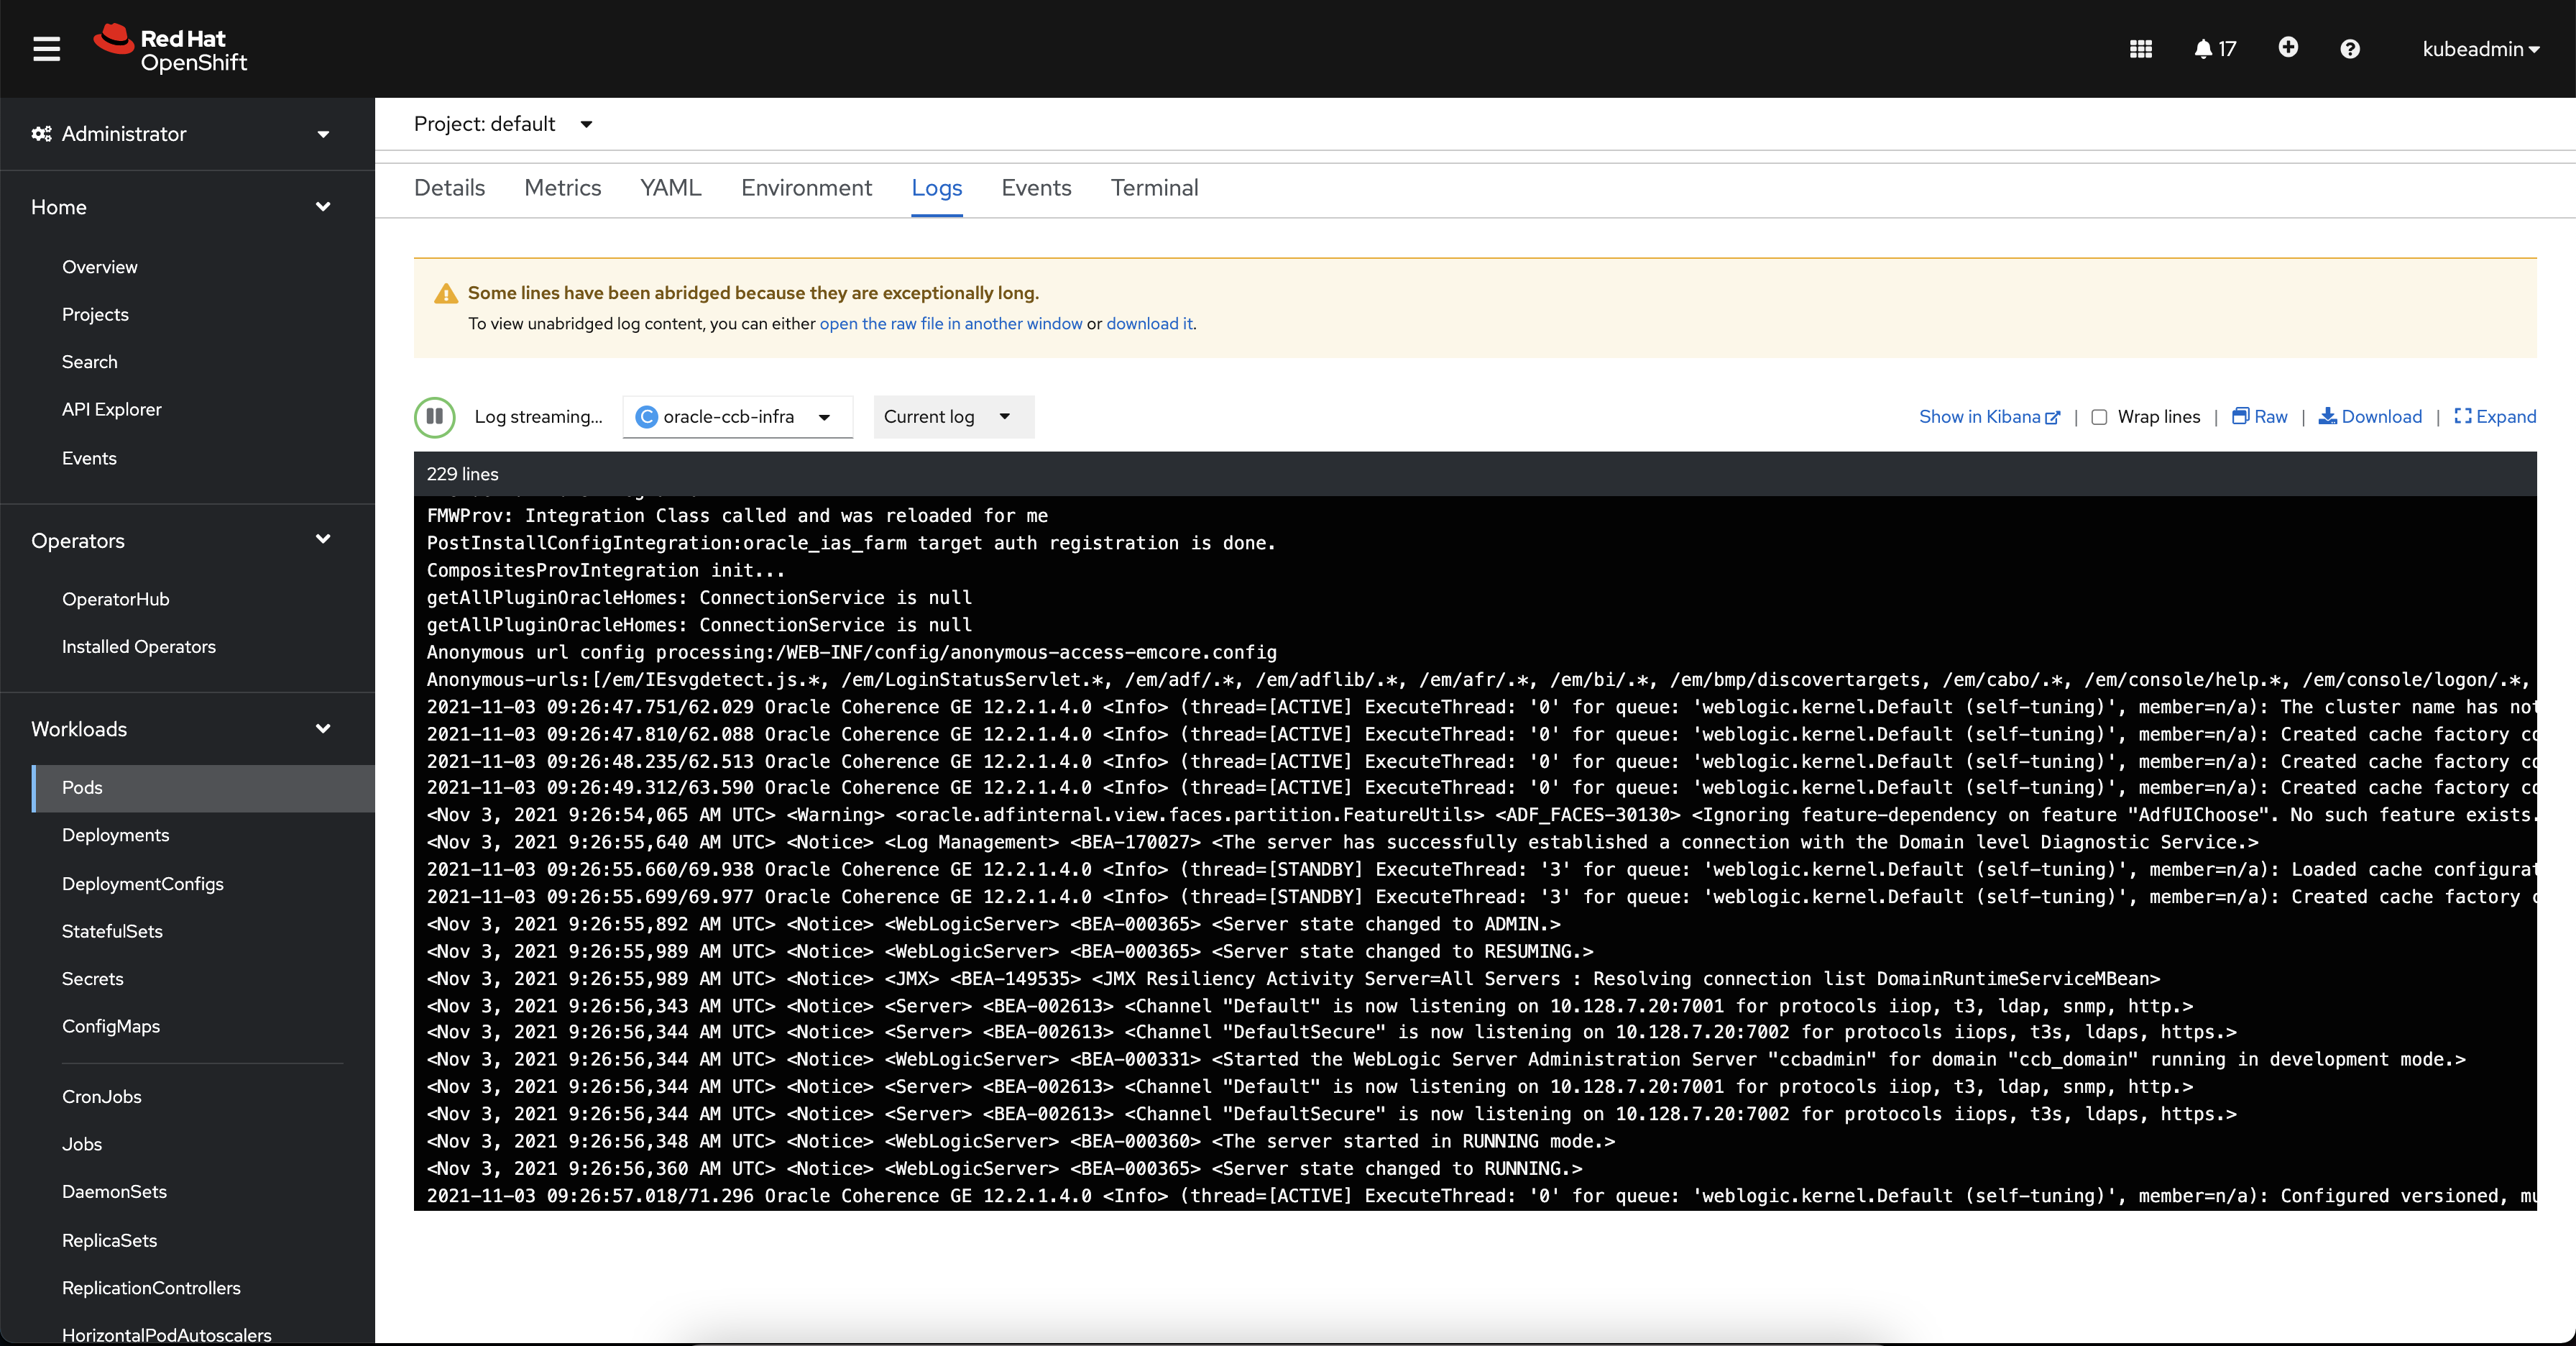 Red Hat
OpenShift
17
kubeadmin
Administrator
Home
Overview
Projects
Search
API Explorer
Events
Operators
OperatorHub
Installed Operators
Workloads
Pods
Deployments
DeploymentConfigs
StatefulSets
Secrets
ConfigMaps
CronJobs
Jobs
DaemonSets
ReplicaSets
ReplicationControllers
HorizontalPodAutoscalers
Project: default
Details Metrics YAML Environment Logs Events Terminal
Some lines have been abridged because they are exceptionally long.
To view unabridged log content, you can either open the raw file in another window or download it.
Log streaming... C oracle-ccb-infra Current log Show in Kibana | Wrap lines | Raw | Download | Expand
229 lines
FMWProv: Integration Class called and was reloaded for me
PostInstallConfigIntegration:oracle_ias_farm target auth registration is done.
CompositesProvIntegration init...
getAllPluginOracleHomes: ConnectionService is null
getAllPluginOracleHomes: ConnectionService is null
Anonymous url config processing:/WEB-INF/config/anonymous-access-emcore.config
Anonymous-urls:[/em/IEsvgdetect.js.*, /em/LoginStatusServlet.*, /em/adf/.*, /em/adflib/.*, /em/afr/.*, /em/bi/.*, /em/bmp/discovertargets, /em/cabo/.*, /em/console/help.*, /em/console/logon/.*,
2021-11-03 09:26:47.751/62.029 Oracle Coherence GE 12.2.1.4.0 <Info> (thread=[ACTIVE] ExecuteThread: '0' for queue: 'weblogic.kernel.Default (self-tuning)', member=n/a): The cluster name has not
2021-11-03 09:26:47.810/62.088 Oracle Coherence GE 12.2.1.4.0 <Info> (thread=[ACTIVE] ExecuteThread: '0' for queue: 'weblogic.kernel.Default (self-tuning)', member=n/a): Created cache factory co
2021-11-03 09:26:48.235/62.513 Oracle Coherence GE 12.2.1.4.0 <Info> (thread=[ACTIVE] ExecuteThread: '0' for queue: 'weblogic.kernel.Default (self-tuning)', member=n/a): Created cache factory co
2021-11-03 09:26:49.312/63.590 Oracle Coherence GE 12.2.1.4.0 <Info> (thread=[ACTIVE] ExecuteThread: '0' for queue: 'weblogic.kernel.Default (self-tuning)', member=n/a): Created cache factory co
<Nov 3, 2021 9:26:54,065 AM UTC> <Warning> <oracle.adfinternal.view.faces.partition.FeatureUtils> <ADF_FACES-30130> <Ignoring feature-dependency on feature "AdfUIChoose". No such feature exists.
<Nov 3, 2021 9:26:55,640 AM UTC> <Notice> <Log Management> <BEA-170027> <The server has successfully established a connection with the Domain level Diagnostic Service.>
2021-11-03 09:26:55.660/69.938 Oracle Coherence GE 12.2.1.4.0 <Info> (thread=[STANDBY] ExecuteThread: '3' for queue: 'weblogic.kernel.Default (self-tuning)', member=n/a): Loaded cache configurat
2021-11-03 09:26:55.699/69.977 Oracle Coherence GE 12.2.1.4.0 <Info> (thread=[STANDBY] ExecuteThread: '3' for queue: 'weblogic.kernel.Default (self-tuning)', member=n/a): Created cache factory c
<Nov 3, 2021 9:26:55,892 AM UTC> <Notice> <WebLogicServer> <BEA-000365> <Server state changed to ADMIN.>
<Nov 3, 2021 9:26:55,989 AM UTC> <Notice> <WebLogicServer> <BEA-000365> <Server state changed to RESUMING.>
<Nov 3, 2021 9:26:55,989 AM UTC> <Notice> <JMX> <BEA-149535> <JMX Resiliency Activity Server=All Servers : Resolving connection list DomainRuntimeServiceMBean>
<Nov 3, 2021 9:26:56,343 AM UTC> <Notice> <Server> <BEA-002613> <Channel "Default" is now listening on 10.128.7.20:7001 for protocols iiop, t3, ldap, snmp, http.>
<Nov 3, 2021 9:26:56,344 AM UTC> <Notice> <Server> <BEA-002613> <Channel "DefaultSecure" is now listening on 10.128.7.20:7002 for protocols iiops, t3s, ldaps, https.>
<Nov 3, 2021 9:26:56,344 AM UTC> <Notice> <WebLogicServer> <BEA-000331> <Started the WebLogic Server Administration Server "ccbadmin" for domain "ccb_domain" running in development mode.>
<Nov 3, 2021 9:26:56,344 AM UTC> <Notice> <Server> <BEA-002613> <Channel "Default" is now listening on 10.128.7.20:7001 for protocols iiop, t3, ldap, snmp, http.>
<Nov 3, 2021 9:26:56,344 AM UTC> <Notice> <Server> <BEA-002613> <Channel "DefaultSecure" is now listening on 10.128.7.20:7002 for protocols iiops, t3s, ldaps, https.>
<Nov 3, 2021 9:26:56,348 AM UTC> <Notice> <WebLogicServer> <BEA-000360> <The server started in RUNNING mode.>
<Nov 3, 2021 9:26:56,360 AM UTC> <Notice> <WebLogicServer> <BEA-000365> <Server state changed to RUNNING.>
2021-11-03 09:26:57.018/71.296 Oracle Coherence GE 12.2.1.4.0 <Info> (thread=[ACTIVE] ExecuteThread: '0' for queue: 'weblogic.kernel.Default (self-tuning)', member=n/a): Configured versioned, mu